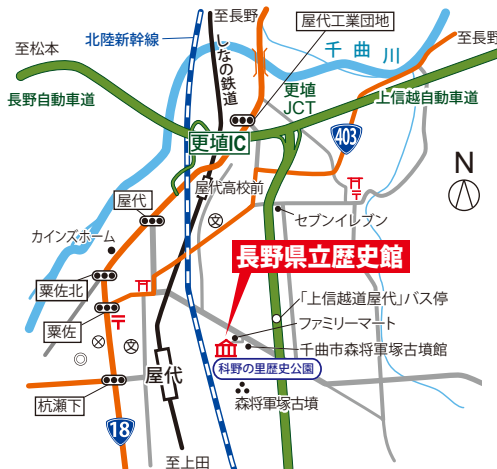 至長野
屋代工業団地
北陸新幹線
しなの鉄道
千曲川
至長野
至松本
長野自動車道
更埴
JCT
上信越自動車道
更埴IC
403
N
屋代高校前
屋代
文
セブンイレブン
カインズホーム
長野県立歴史館
粟佐北
「上信越道屋代」バス停
粟佐
ファミリーマート
文
千曲市森将軍塚古墳館
屋代
科野の里歴史公園
杭瀬下
森将軍塚古墳
18
至上田